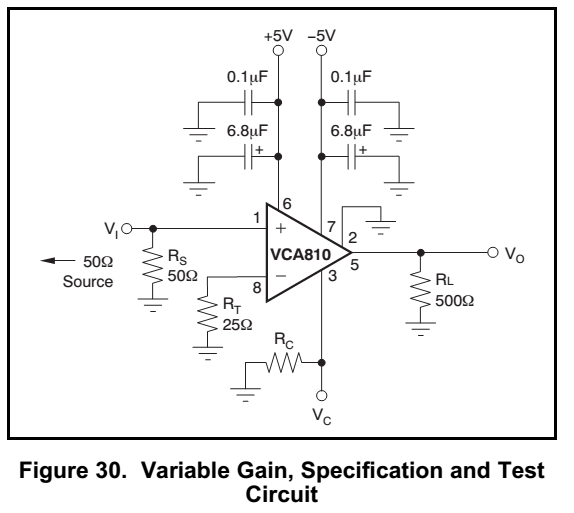 +5V −5V
0.1µF 0.1µF
6.8µF 6.8µF
+ +
6
1 + 7
V_I
2
VCA810
5
V_O
50Ω
Source
R_S
50Ω
−
8
3
R_T
25Ω
R_L
500Ω
R_C
V_C
Figure 30. Variable Gain, Specification and Test
Circuit